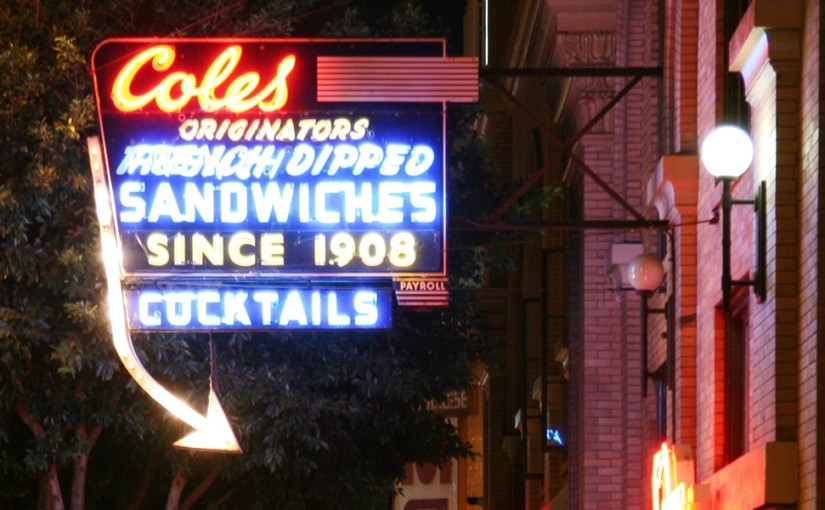 Coles
ORIGINATORS
FRENCH DIPPED
SANDWICHES
SINCE 1908
PAYROLL
COCKTAILS